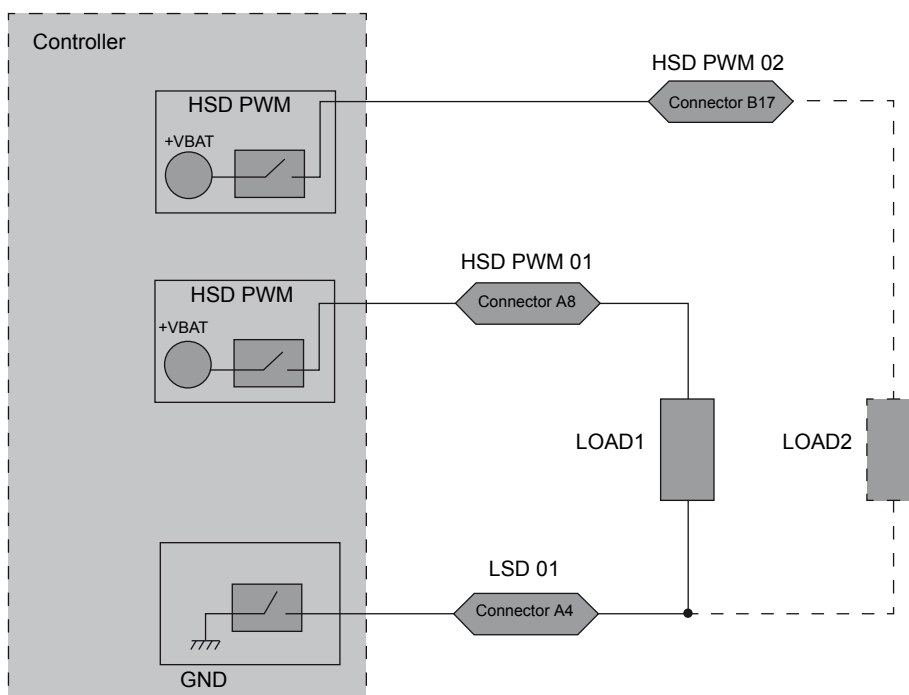 Controller
HSD PWM 02
HSD PWM
Connector B17
+VBAT
HSD PWM 01
HSD PWM
Connector A8
+VBAT
LOAD1
LOAD2
LSD 01
Connector A4
GND